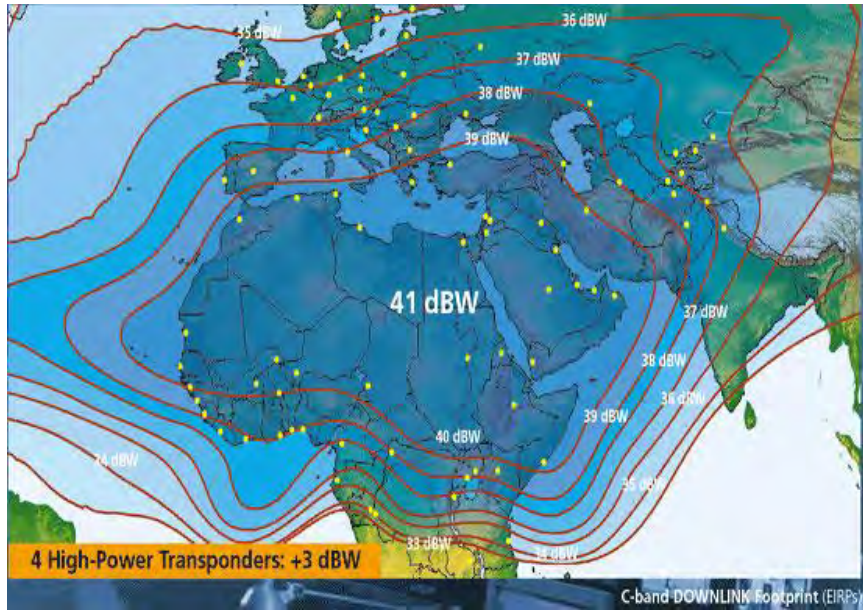 35 dBW
36 dBW
37 dBW
38 dBW
39 dBW
41 dBW
37 dBW
38 dBW
36 dBW
39 dBW
40 dBW
34 dBW
35 dBW
33 dBW
34 dBW
4 High-Power Transponders: +3 dBW
C-band DOWNLINK Footprint (EIRPs)